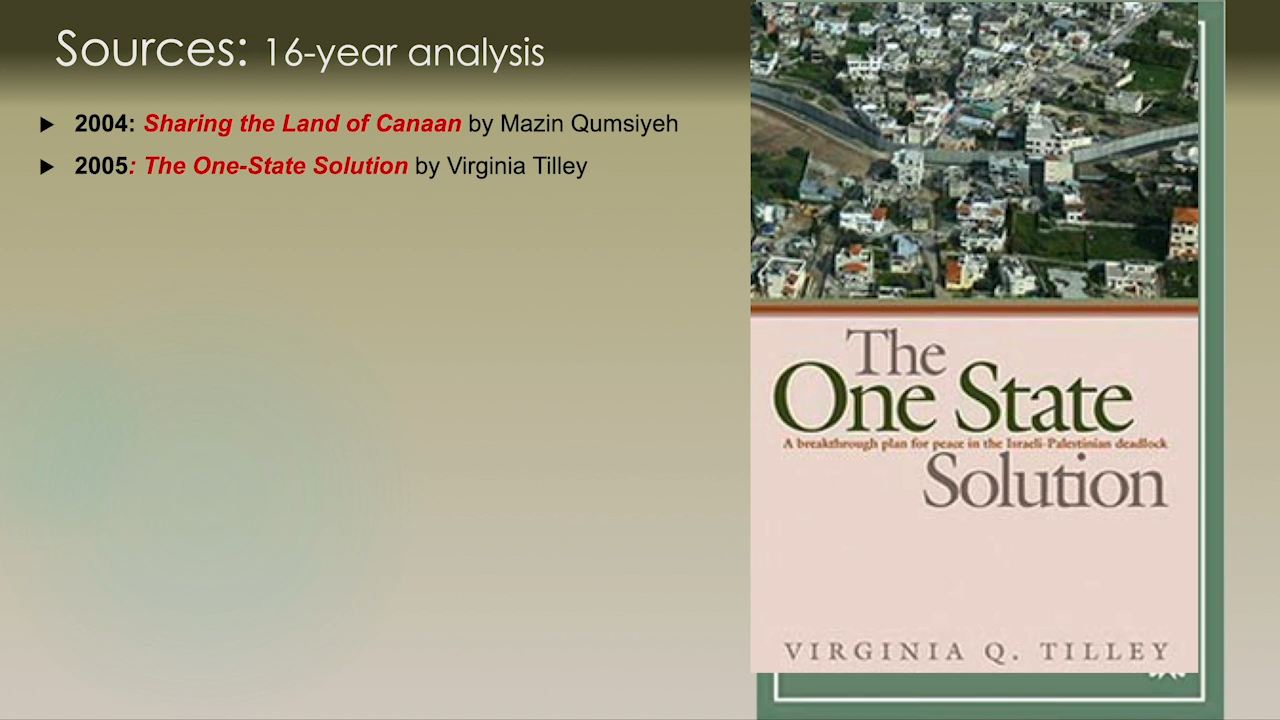 Sources: 16-year analysis
2004: Sharing the Land of Canaan by Mazin Qumsiyeh
2005: The One-State Solution by Virginia Tilley
The
One State
A breakthrough plan for peace in the Israeli-Palestinian deadlock
Solution
VIRGINIA Q. TILLEY